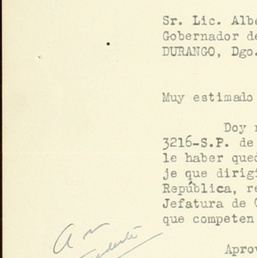 Sr. Lic. Albe
Gobernador de
DURANGO, Dgo.
Muy estimado
Doy r
3216-S.P. de
le haber qued
je que dirigi
República, re
Jefatura de
que competen
Aprov